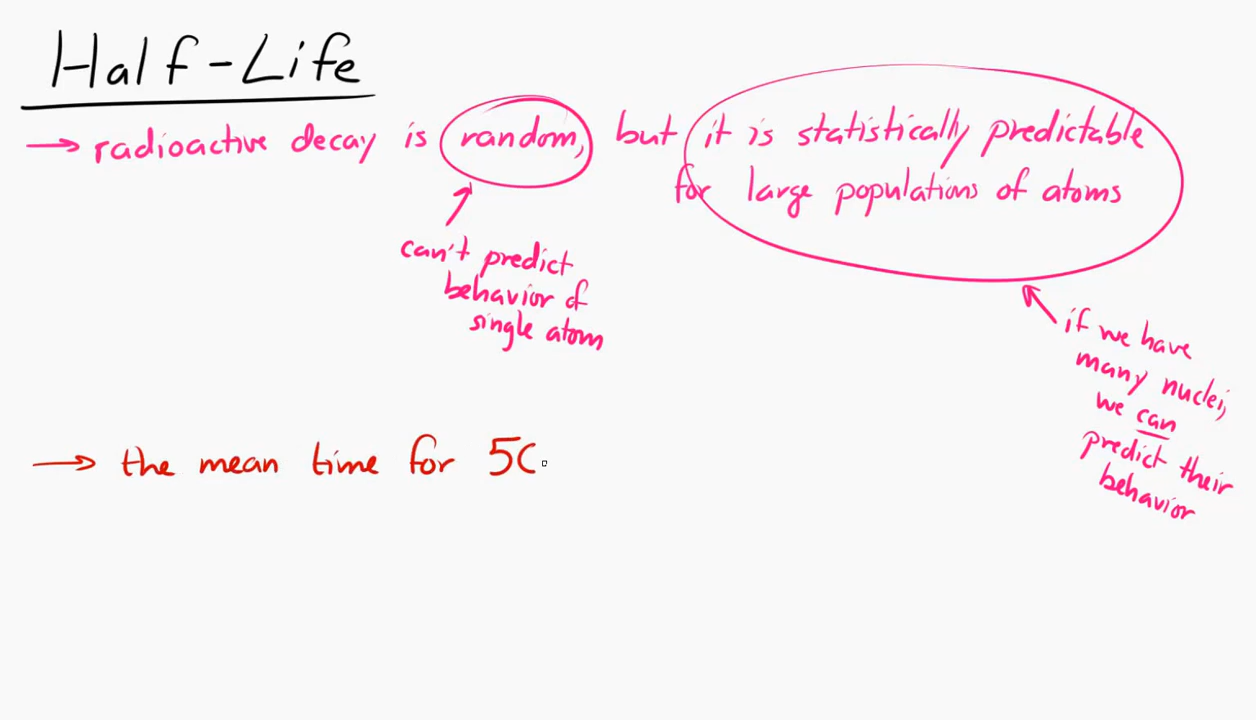 Half-Life
→ radioactive decay is random, but it is statistically predictable
for large populations of atoms
can't predict
behavior of
single atom
if we have
many nuclei,
we can
predict their
behavior
→ the mean time for 50